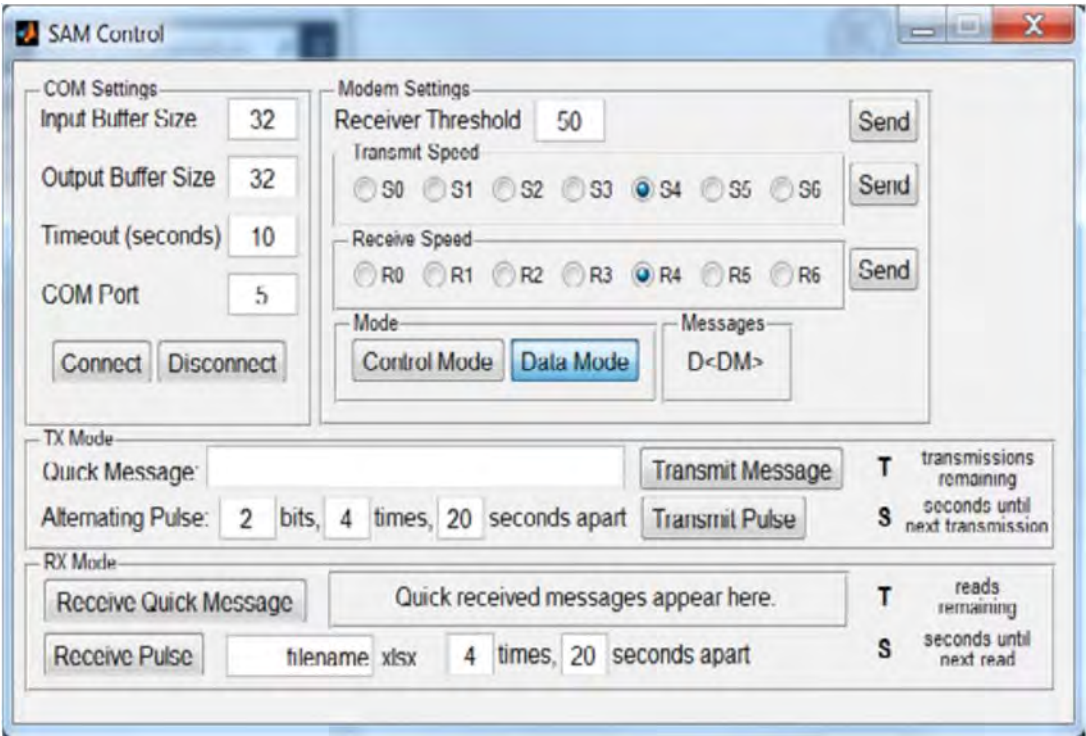 SAM Control
COM Settings
Input Buffer Size 32
Output Buffer Size 32
Timeout (seconds) 10
COM Port 5
Connect Disconnect
Modem Settings
Receiver Threshold 50 Send
Transmit Speed
S0 S1 S2 S3 S4 S5 S6 Send
Receive Speed
R0 R1 R2 R3 R4 R5 R6 Send
Mode
Control Mode Data Mode
Messages
D<DM>
TX Mode
Quick Message: Transmit Message T transmissions remaining
Alternating Pulse: 2 bits, 4 times, 20 seconds apart Transmit Pulse S seconds until next transmission
RX Mode
Receive Quick Message Quick received messages appear here. T reads remaining
Receive Pulse filename xlsx 4 times, 20 seconds apart S seconds until next read